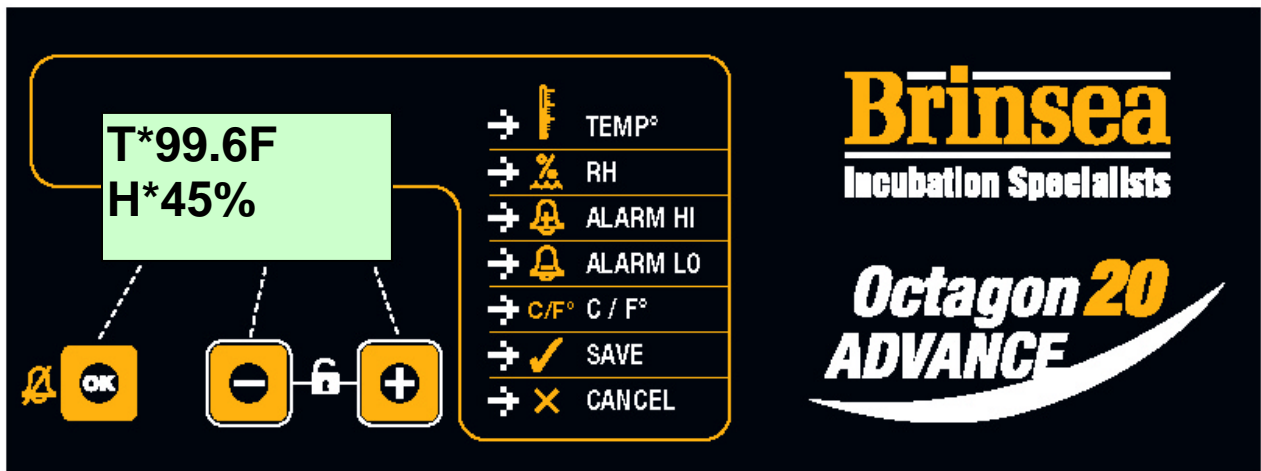 T*99.6F
H*45%
OK
TEMP°
% RH
ALARM HI
ALARM LO
C/F° C / F°
SAVE
CANCEL
Brinsea
Incubation Specialists
Octagon 20
ADVANCE